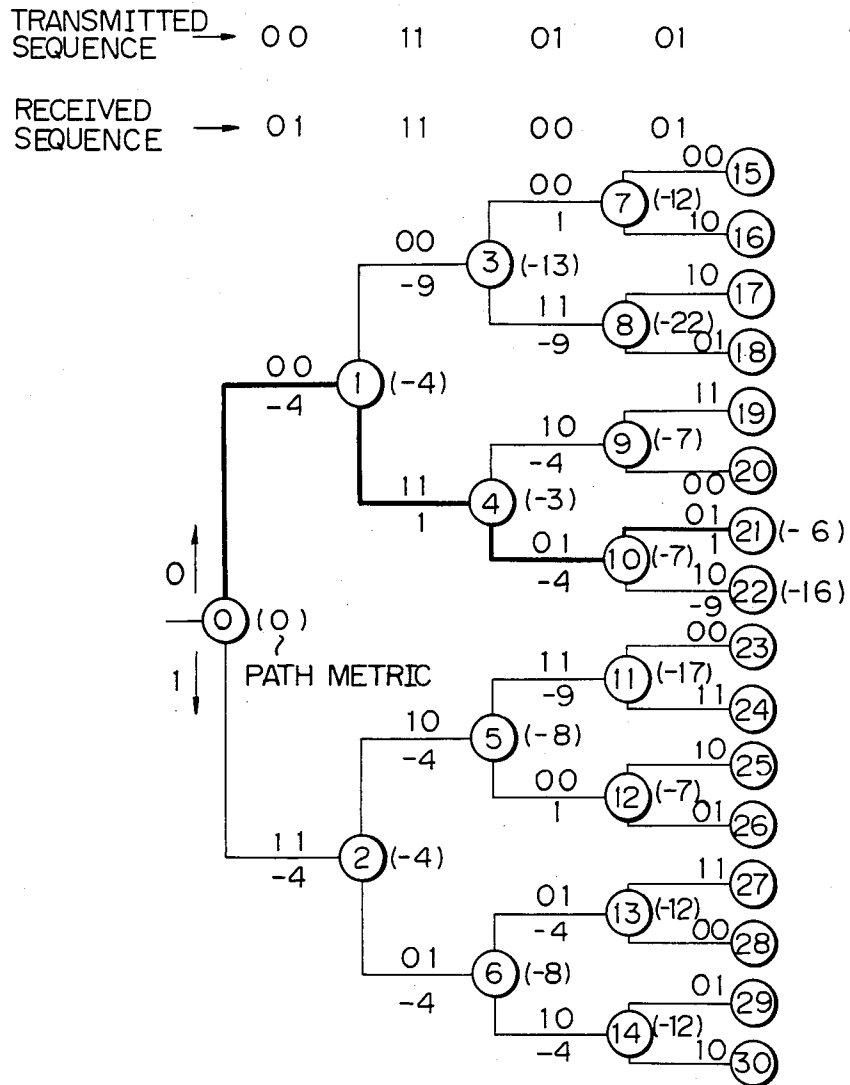 TRANSMITTED
SEQUENCE → 00 11 01 01
RECEIVED
SEQUENCE → 01 11 00 01
00 15
00 7 (-12)
1 10 16
00 3 (-13)
-9 10 17
11 8 (-22)
-9 01 18
00 1 (-4)
-4 11 19
10 9 (-7)
-4 20
11 4 (-3) 00
1 01 21 (-6)
01 10 (-7) 1
-4 10 22 (-16)
-9
0
0 (0)
1 PATH METRIC
00 23
11 11 (-17)
-9 11 24
10 5 (-8)
-4 10 25
00 12 (-7)
1 01 26
11 2 (-4)
-4 11 27
01 13 (-12)
-4 00 28
01 6 (-8)
-4 01 29
10 14 (-12)
-4 10 30